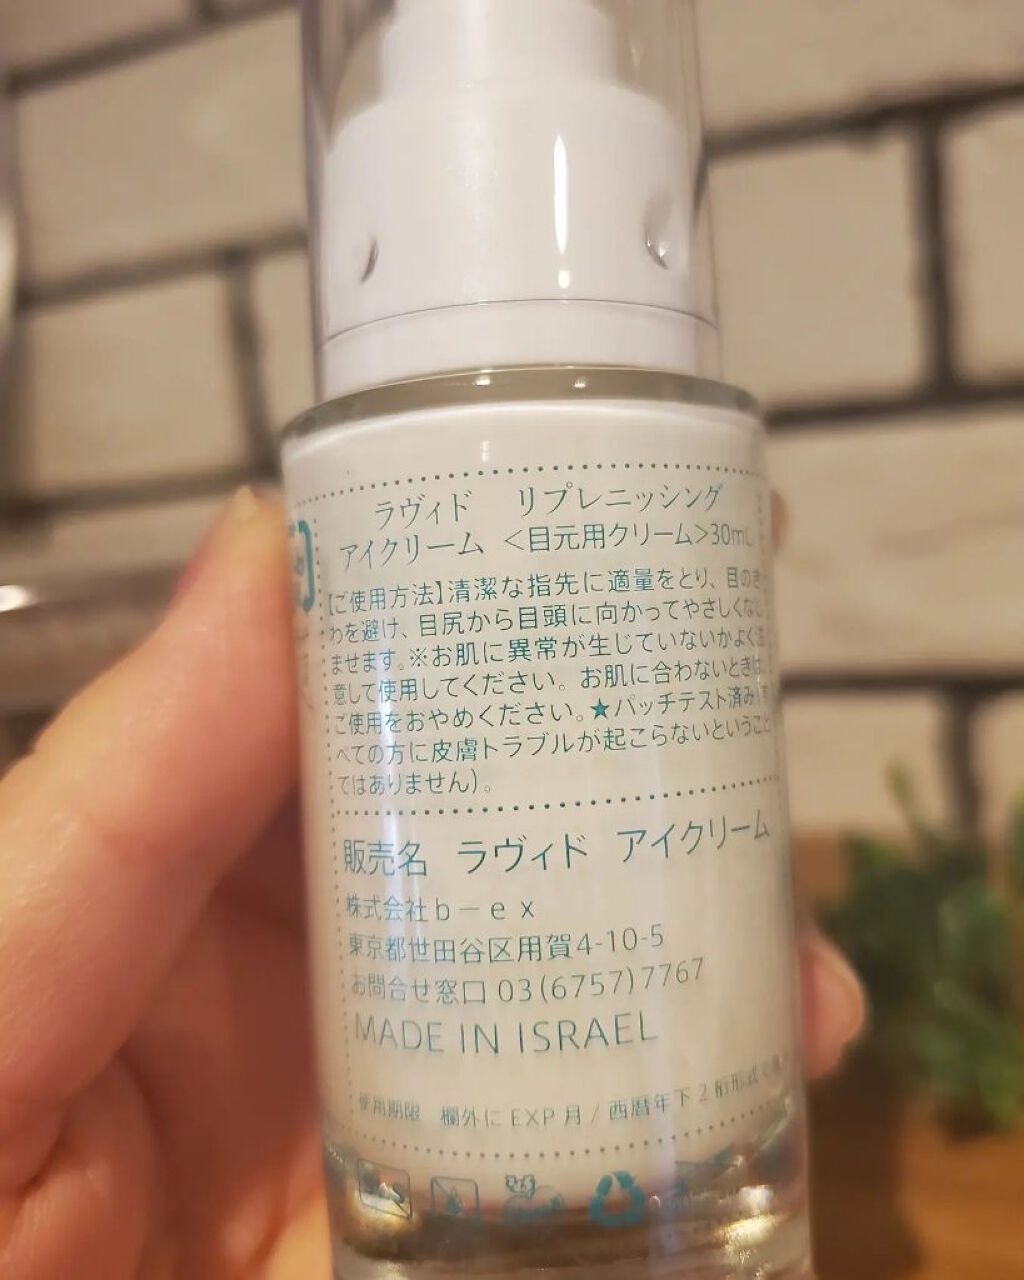 ラヴィド リプレニッシング
アイクリーム <目元用クリーム>30mL
【ご使用方法】清潔な指先に適量をとり、目のき
わを避け、目尻から目頭に向かってやさしくなじ
ませます。※お肌に異常が生じていないかよく注
意して使用してください。お肌に合わないときは、
ご使用をおやめください。★パッチテスト済み(す
べての方に皮膚トラブルが起こらないということ
ではありません)。
販売名 ラヴィド アイクリーム
株式会社b-ex
東京都世田谷区用賀4-10-5
お問合せ窓口 03(6757)7767
MADE IN ISRAEL
使用期限 欄外に EXP 月 / 西暦年下2桁形式で